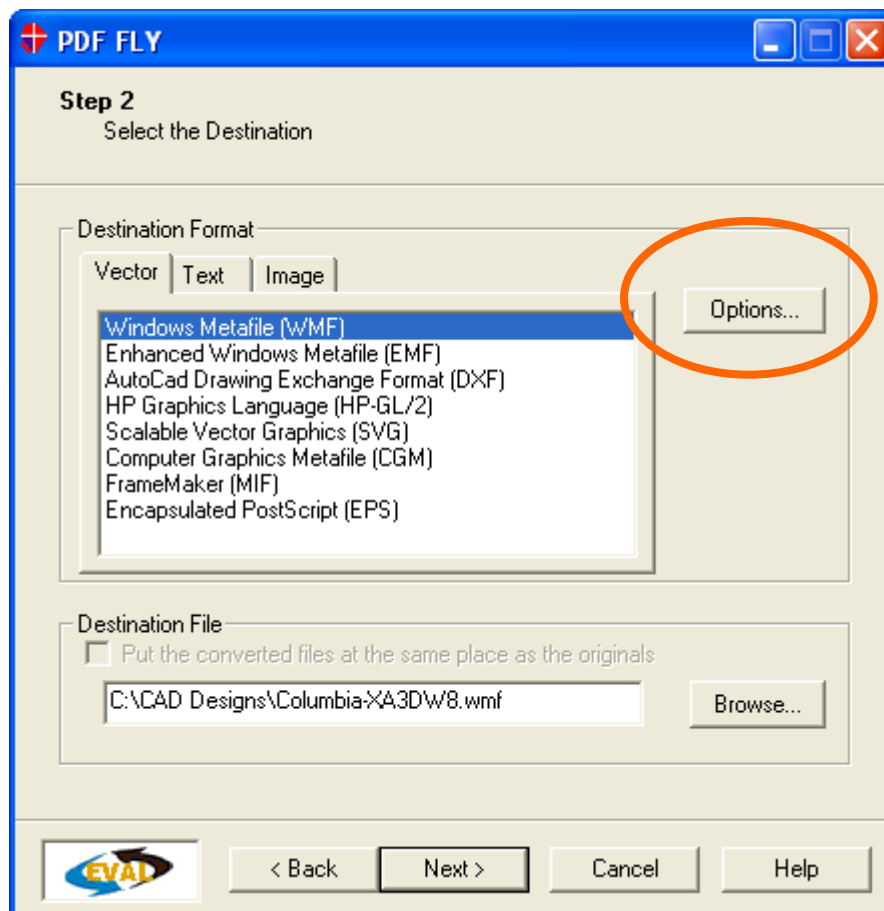 PDF FLY
Step 2
Select the Destination
Destination Format
Vector Text Image
Options...
Windows Metafile (WMF)
Enhanced Windows Metafile (EMF)
AutoCad Drawing Exchange Format (DXF)
HP Graphics Language (HP-GL/2)
Scalable Vector Graphics (SVG)
Computer Graphics Metafile (CGM)
FrameMaker (MIF)
Encapsulated PostScript (EPS)
Destination File
Put the converted files at the same place as the originals
C:\CAD Designs\Columbia-XA3DW8.wmf
Browse...
EVAL
< Back
Next >
Cancel
Help